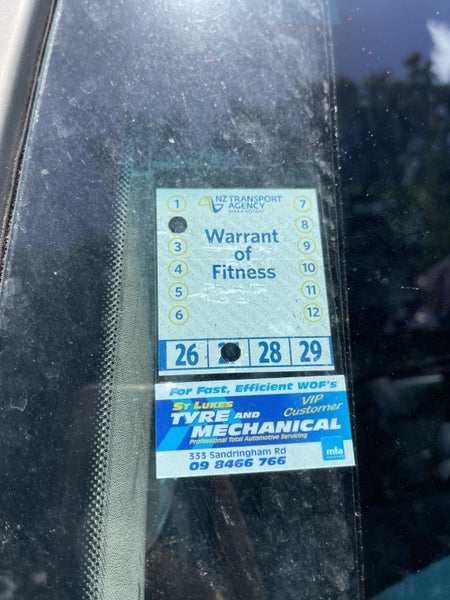 1
NZ TRANSPORT
AGENCY
WAKA KOTAHI
7
8
3
Warrant
of
Fitness
9
4
10
5
11
6
12
26 28 29
For Fast, Efficient WOF's
ST LUKES
VIP
Customer
TYRE AND
MECHANICAL
Professional Total Automotive Servicing
333 Sandringham Rd
09 8466 766
mta